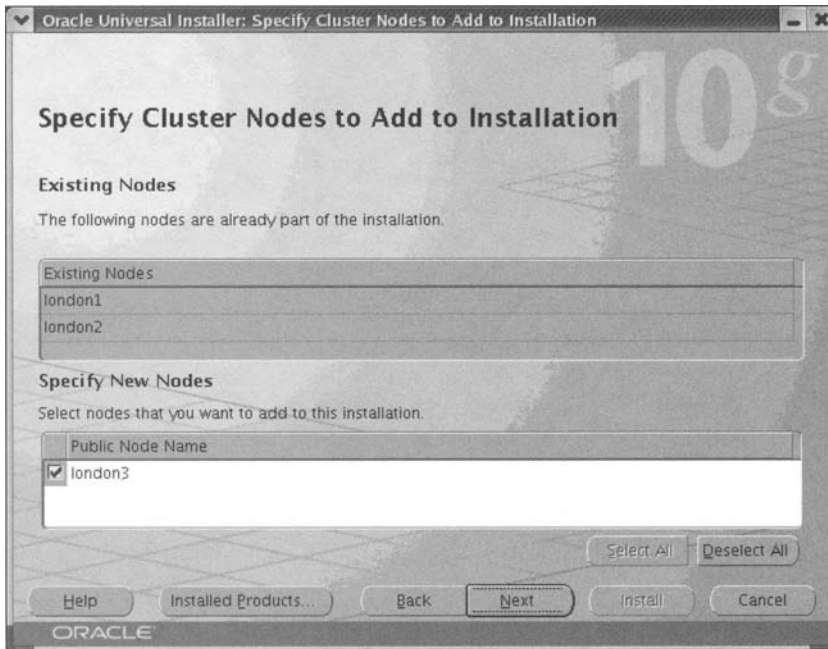 Oracle Universal Installer: Specify Cluster Nodes to Add to Installation
10g
Specify Cluster Nodes to Add to Installation
Existing Nodes
The following nodes are already part of the installation.
Existing Nodes
london1
london2
Specify New Nodes
Select nodes that you want to add to this installation.
Public Node Name
london3
Select All Deselect All
Help Installed Products... Back Next Install Cancel
ORACLE